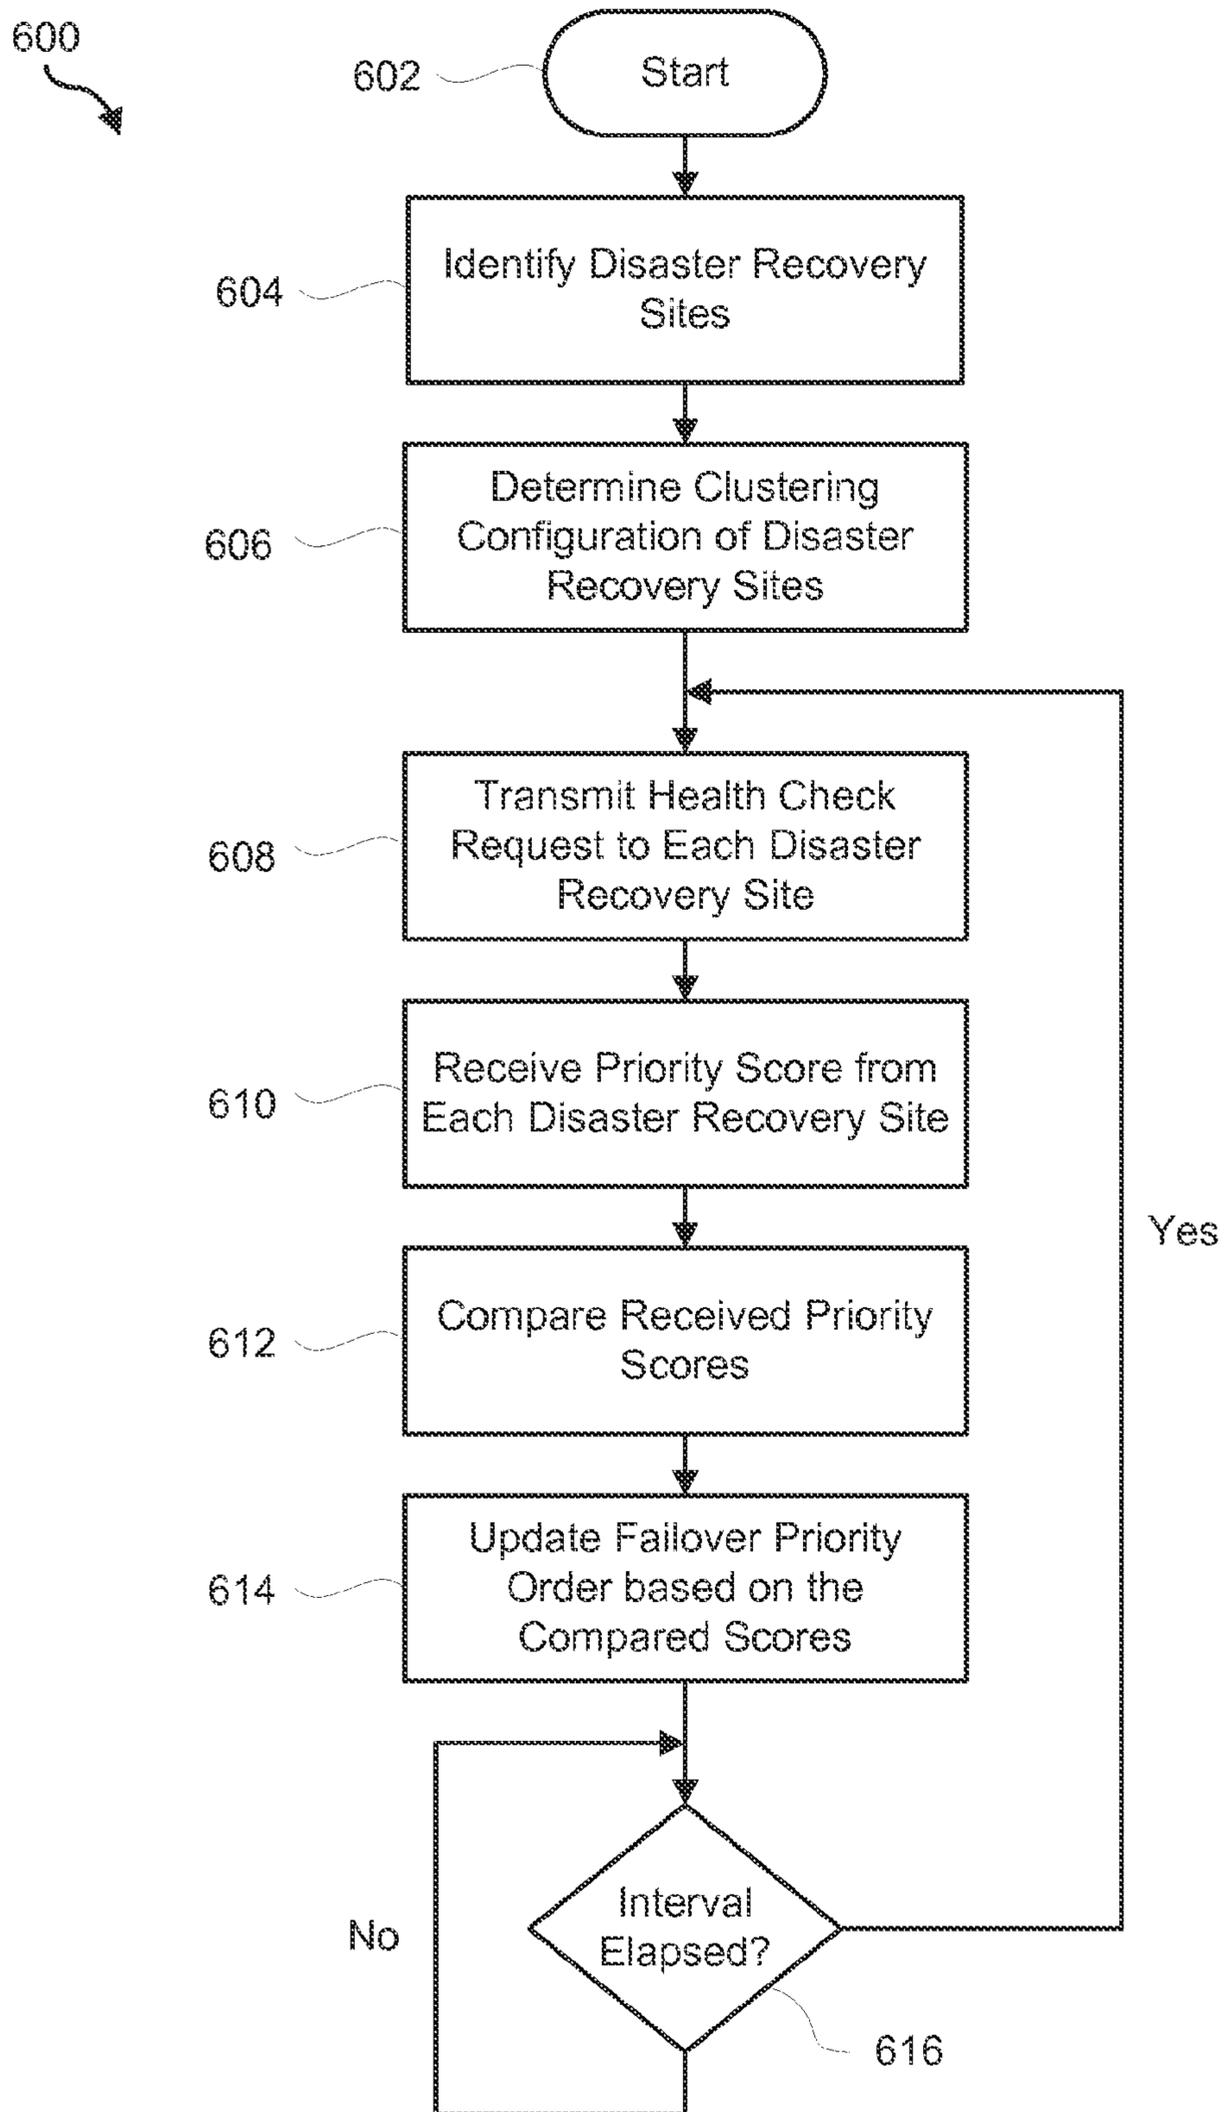 600
602
Start
Identify Disaster Recovery
Sites
604
Determine Clustering
Configuration of Disaster
Recovery Sites
606
Transmit Health Check
Request to Each Disaster
Recovery Site
608
Receive Priority Score from
Each Disaster Recovery Site
610
Yes
Compare Received Priority
Scores
612
Update Failover Priority
Order based on the
Compared Scores
614
Interval
Elapsed?
No
616